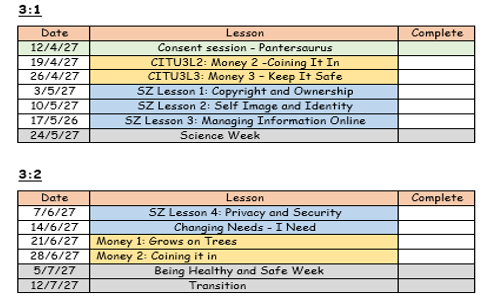 3:1
Date Lesson Complete
12/4/27 Consent session - Pantersaurus
19/4/27 CITU3L2: Money 2 -Coining It In
26/4/27 CITU3L3: Money 3 – Keep It Safe
3/5/27 SZ Lesson 1: Copyright and Ownership
10/5/27 SZ Lesson 2: Self Image and Identity
17/5/26 SZ Lesson 3: Managing Information Online
24/5/27 Science Week
3:2
Date Lesson Complete
7/6/27 SZ Lesson 4: Privacy and Security
14/6/27 Changing Needs - I Need
21/6/27 Money 1: Grows on Trees
28/6/27 Money 2: Coining it in
5/7/27 Being Healthy and Safe Week
12/7/27 Transition